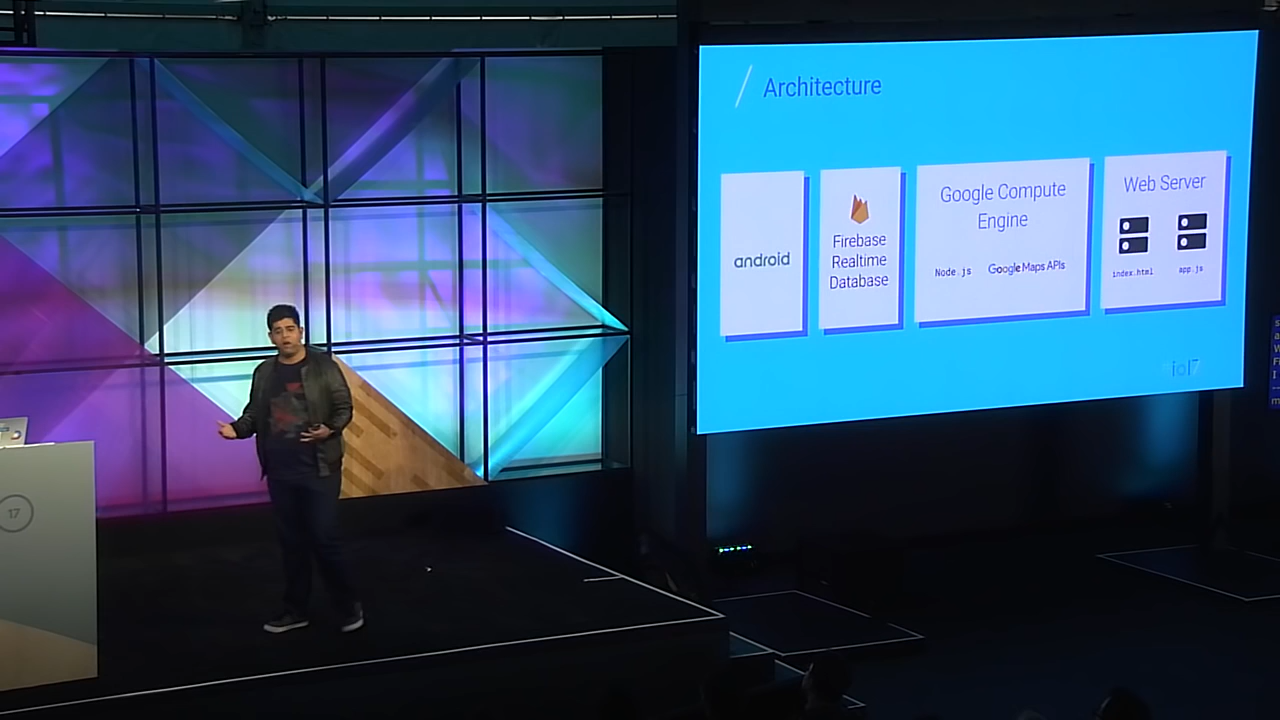 / Architecture
android
Firebase
Realtime
Database
Google Compute
Engine
Node.js
Google Maps APIs
Web Server
index.html
app.js
io17
17